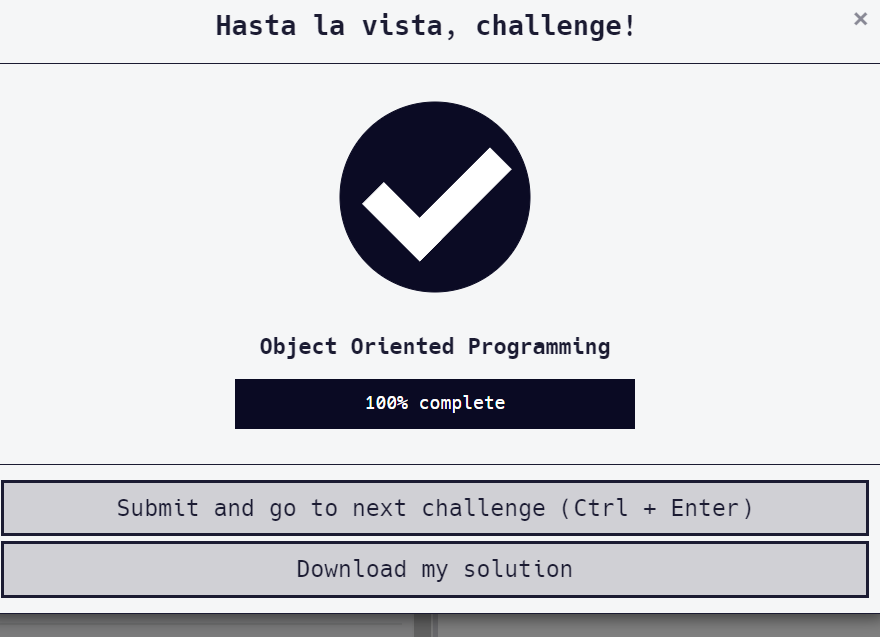 Hasta la vista, challenge!
×
Object Oriented Programming
100% complete
Submit and go to next challenge (Ctrl + Enter)
Download my solution